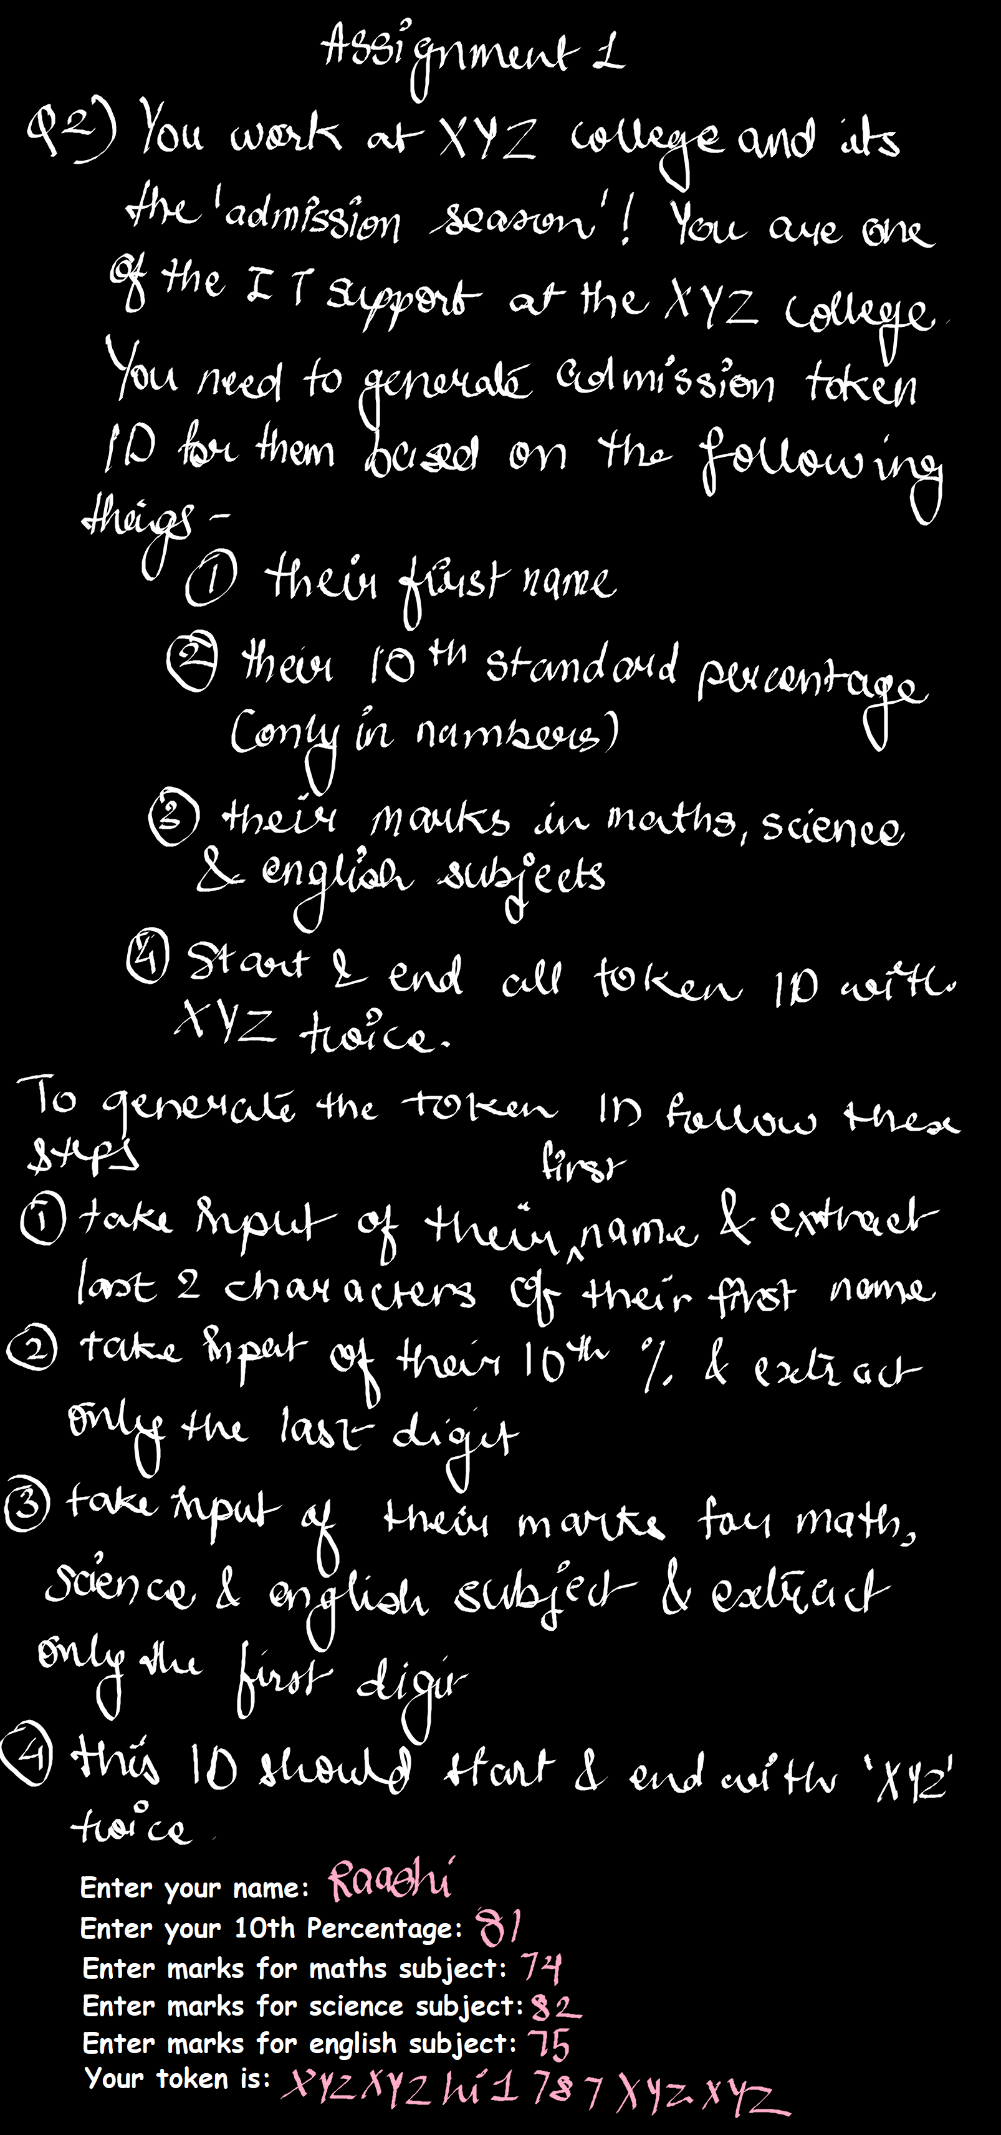 Assignment 1
Q2) You work at XYZ college and its
the 'admission season'! You are one
of the IT support at the XYZ college.
You need to generate admission token
ID for them based on the following
things -
① their first name
② their 10th standard percentage
(only in numbers)
③ their marks in maths, science
& english subjects
④ Start & end all token ID with
XYZ twice.
To generate the token ID follow these
steps
① take input of their first name & extract
last 2 characters of their first name
② take input of their 10th % & extract
only the last digit
③ take input of their marks for math,
science & english subject & extract
only the first digit
④ this ID should start & end with 'XYZ'
twice.
Enter your name: Raashi
Enter your 10th Percentage: 81
Enter marks for maths subject: 74
Enter marks for science subject: 82
Enter marks for english subject: 75
Your token is: XYZXYZhi1787XYZXYZ